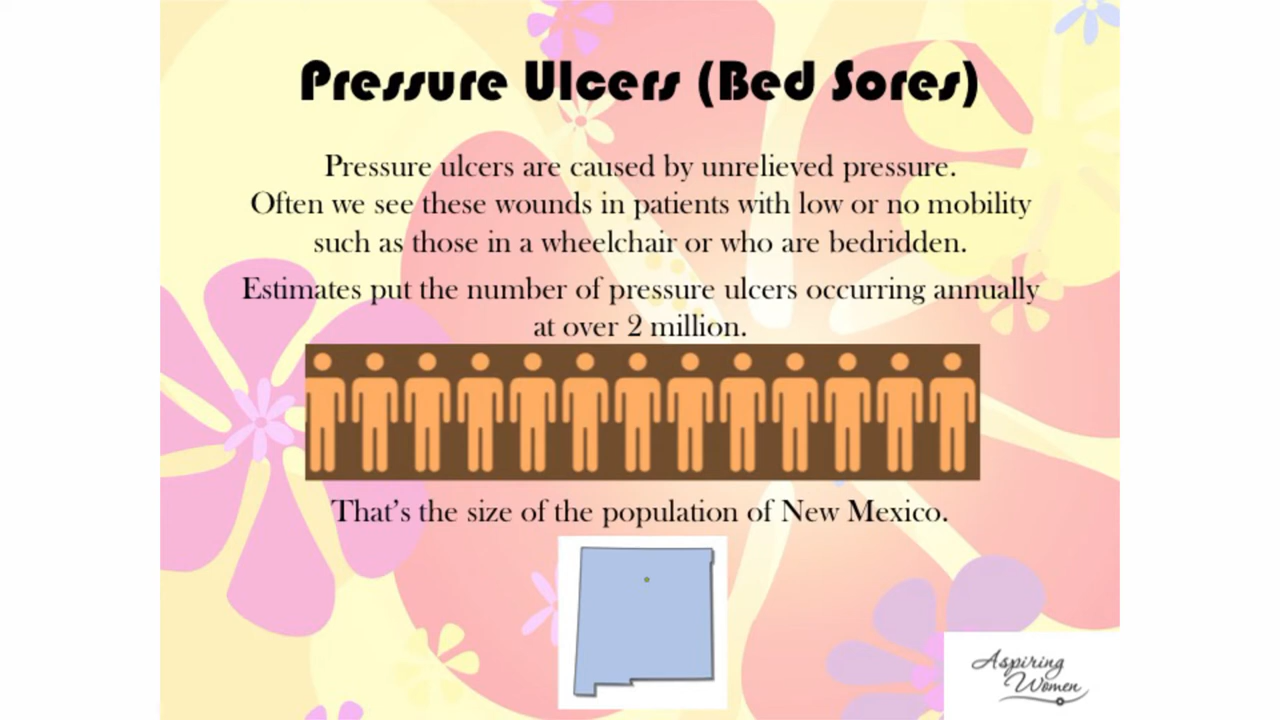 Pressure Ulcers (Bed Sores)
Pressure ulcers are caused by unrelieved pressure.
Often we see these wounds in patients with low or no mobility
such as those in a wheelchair or who are bedridden.
Estimates put the number of pressure ulcers occurring annually
at over 2 million.
That’s the size of the population of New Mexico.
Aspiring
Women